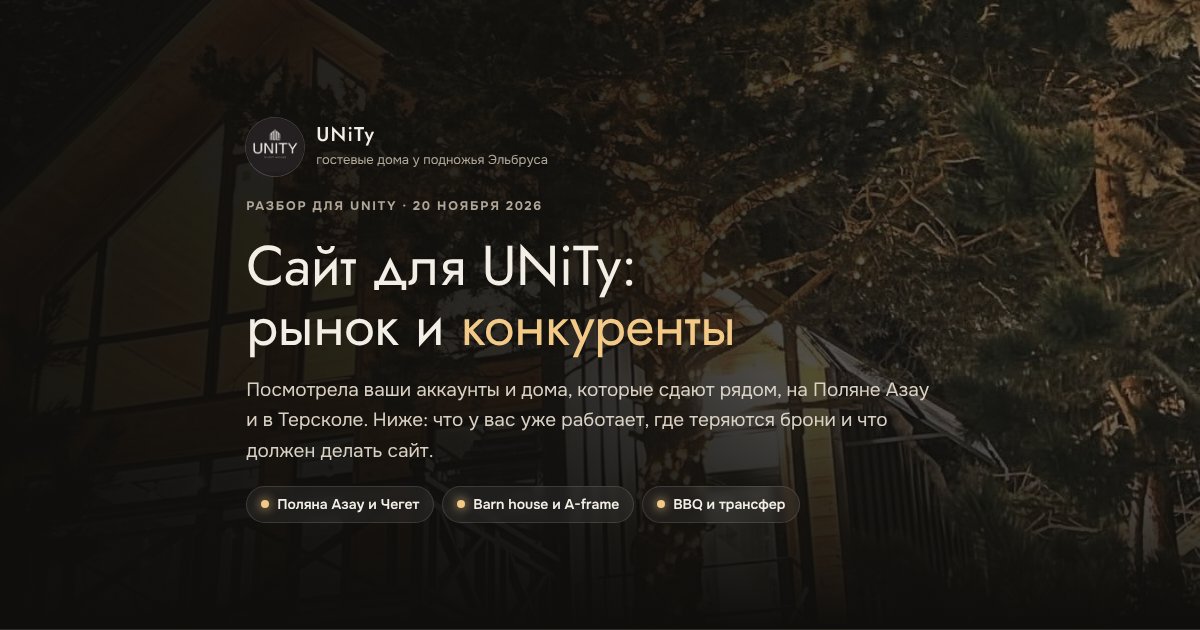 UNITY
UNiTy
гостевые дома у подножья Эльбруса
РАЗБОР ДЛЯ UNITY · 20 НОЯБРЯ 2026
Сайт для UNiTy:
рынок и конкуренты
Посмотрела ваши аккаунты и дома, которые сдают рядом, на Поляне Азау
и в Терсколе. Ниже: что у вас уже работает, где теряются брони и что
должен делать сайт.
Поляна Азау и Чегет
Barn house и A-frame
BBQ и трансфер